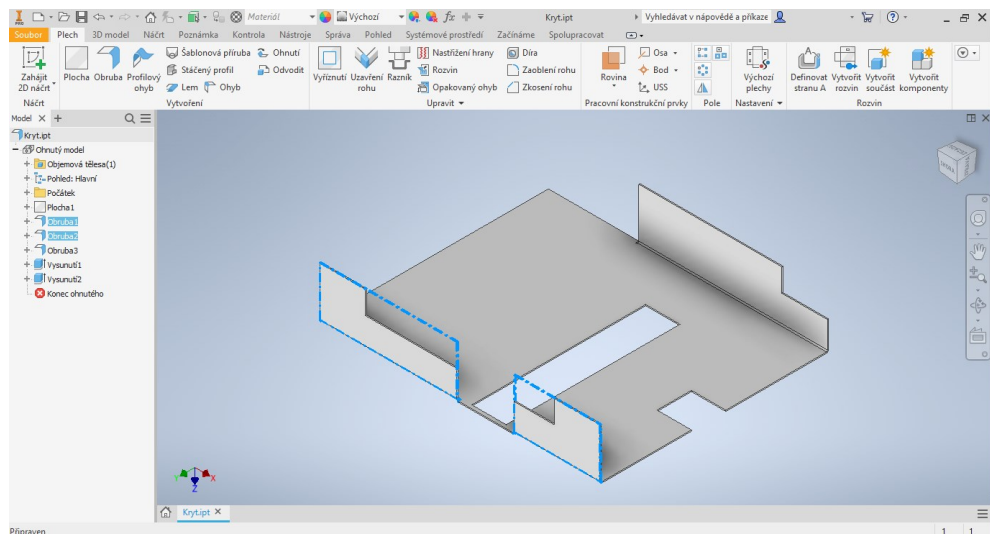 Materiál
Výchozí
Kryt.ipt
Vyhledávat v nápovědě a příkaze
Soubor Plech 3D model Náčrt Poznámka Kontrola Nástroje Správa Pohled Systémové prostředí Začínáme Spolupracovat
Zahájit 2D náčrt
Plocha Obruba Profilový ohyb
Šablonová příruba Ohnutí
Stáčený profil Odvodit
Lem Ohyb
Vyříznutí Uzavření rohu Razník
Nastřižení hrany Díra
Rozvin Zaoblení rohu
Opakovaný ohyb Zkosení rohu
Rovina
Osa
Bod
USS
Výchozí plechy
Definovat stranu A
Vytvořit rozvin
Vytvořit součást
Vytvořit komponenty
Náčrt Vytvoření Upravit Pracovní konstrukční prvky Pole Nastavení Rozvin
Model
Kryt.ipt
Ohnutý model
Objemová tělesa(1)
Pohled: Hlavní
Počátek
Plocha1
Obruba1
Obruba2
Obruba3
Vysunutí1
Vysunutí2
Konec ohnutého
Y X
Z
Kryt.ipt
Připraven 1 1